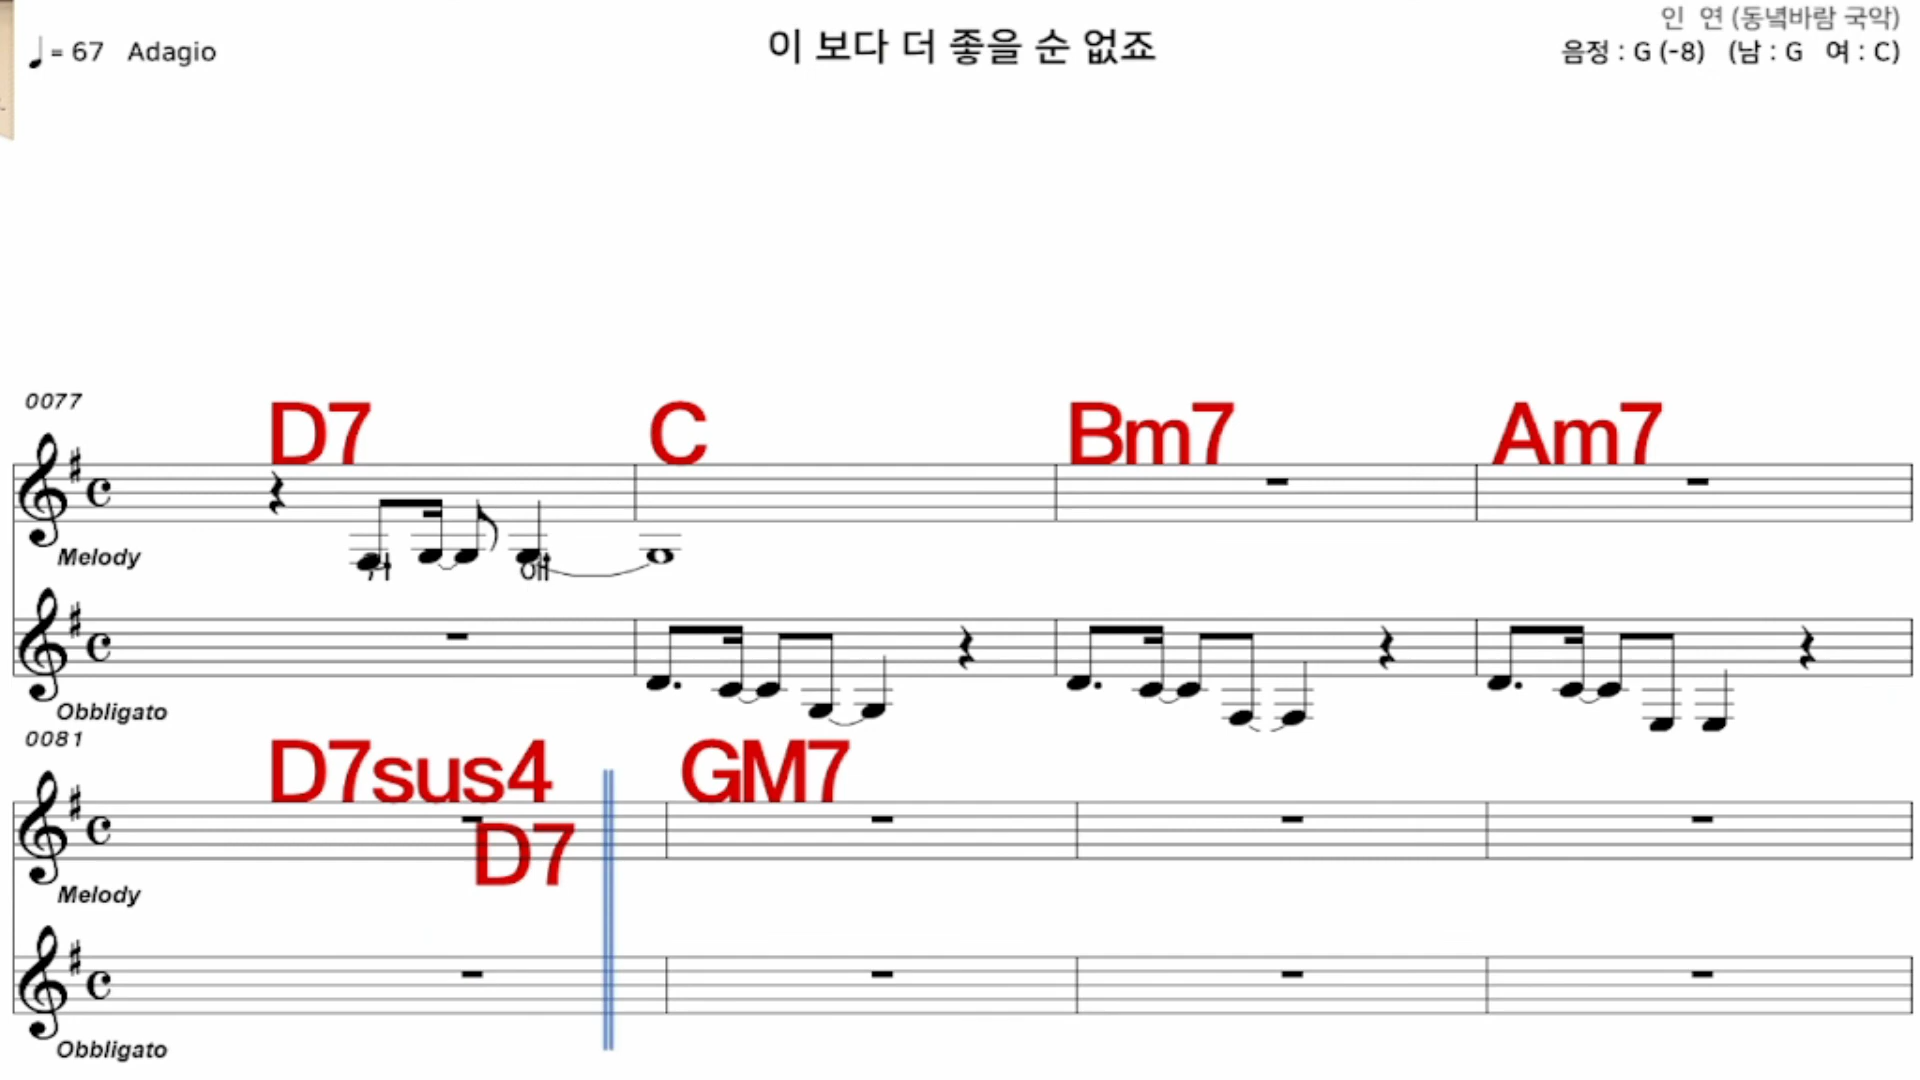 인 연 (동녘바람 국악)
♩ = 67 Adagio
이 보다 더 좋을 순 없죠
음정 : G (-8) (남 : G 여 : C)
0077
D7 C Bm7 Am7
Melody
Obbligato
0081
D7sus4 GM7
D7
Melody
Obbligato